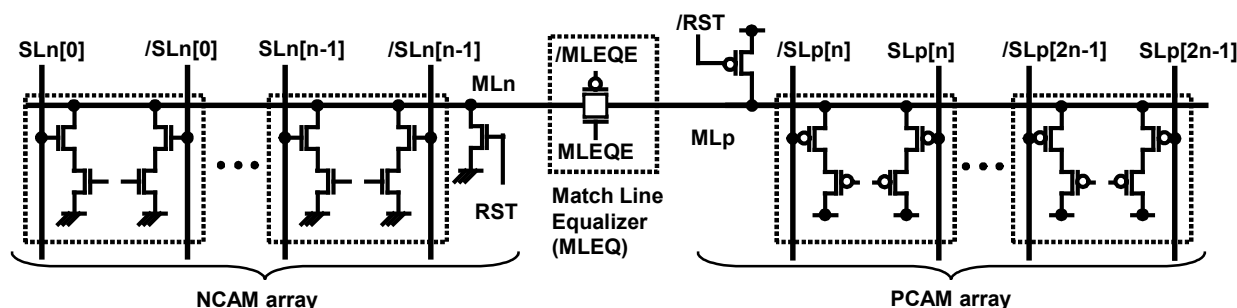 SLn[0] /SLn[0] SLn[n-1] /SLn[n-1]
/RST
/SLp[n] SLp[n] /SLp[2n-1] SLp[2n-1]
MLn
/MLEQE
MLEQE
MLp
RST
Match Line
Equalizer
(MLEQ)
NCAM array
PCAM array